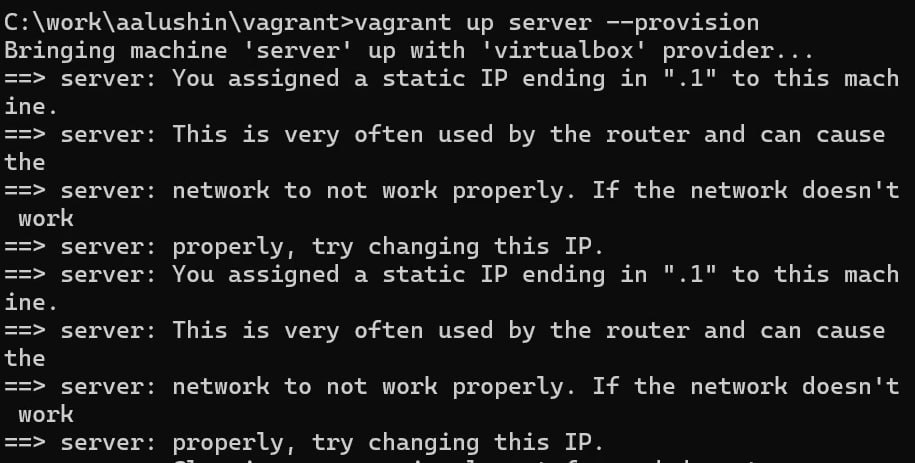 C:\work\aalushin\vagrant>vagrant up server --provision
Bringing machine 'server' up with 'virtualbox' provider...
==> server: You assigned a static IP ending in ".1" to this mach
ine.
==> server: This is very often used by the router and can cause
the
==> server: network to not work properly. If the network doesn't
 work
==> server: properly, try changing this IP.
==> server: You assigned a static IP ending in ".1" to this mach
ine.
==> server: This is very often used by the router and can cause
the
==> server: network to not work properly. If the network doesn't
 work
==> server: properly, try changing this IP.